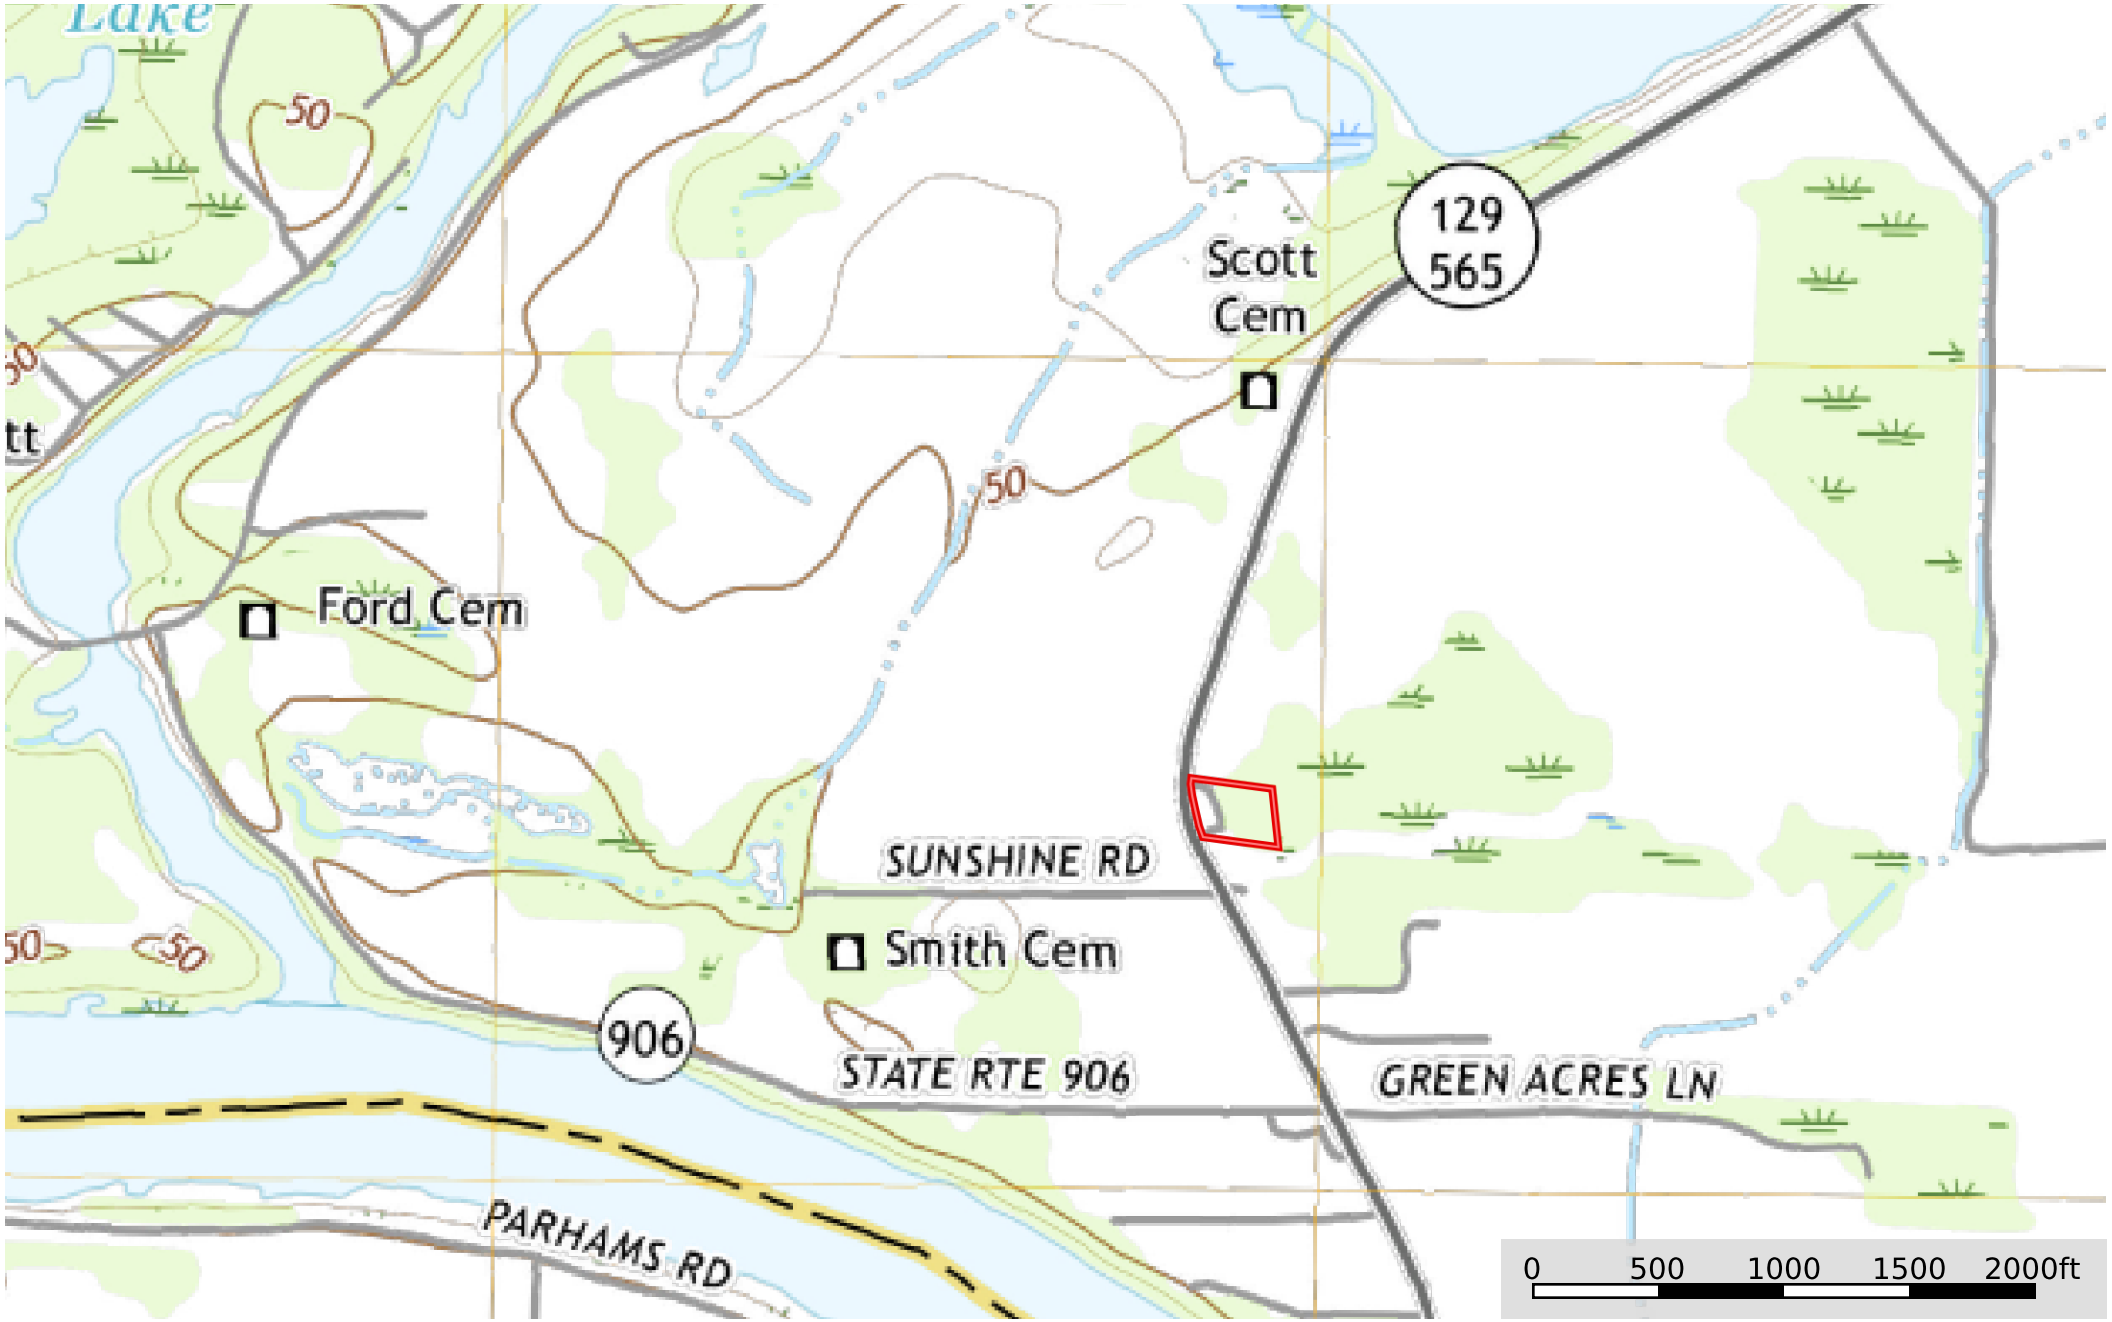 Lake
50
129
565
Scott
Cem
50
tt
50
Ford Cem
SUNSHINE RD
50
50
Smith Cem
906
STATE RTE 906
GREEN ACRES LN
PARHAMS RD
0 500 1000 1500 2000ft